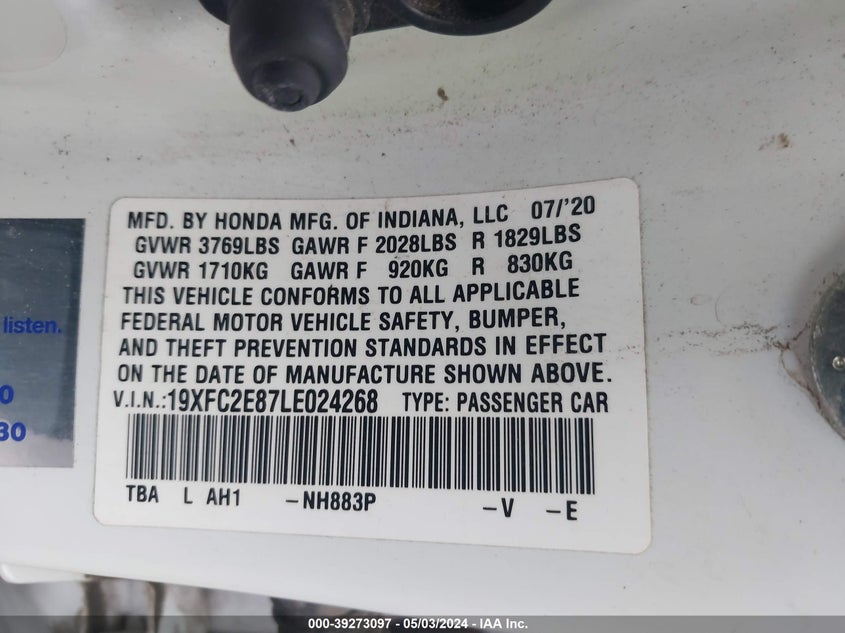 MFD. BY HONDA MFG. OF INDIANA, LLC 07/'20
GVWR 3769LBS GAWR F 2028LBS R 1829LBS
GVWR 1710KG GAWR F 920KG R 830KG
THIS VEHICLE CONFORMS TO ALL APPLICABLE
FEDERAL MOTOR VEHICLE SAFETY, BUMPER,
AND THEFT PREVENTION STANDARDS IN EFFECT
ON THE DATE OF MANUFACTURE SHOWN ABOVE.
V.I.N.:19XFC2E87LE024268 TYPE: PASSENGER CAR
TBA L AH1 -NH883P -V -E
listen.
0
30
000-39273097 - 05/03/2024 - IAA Inc.